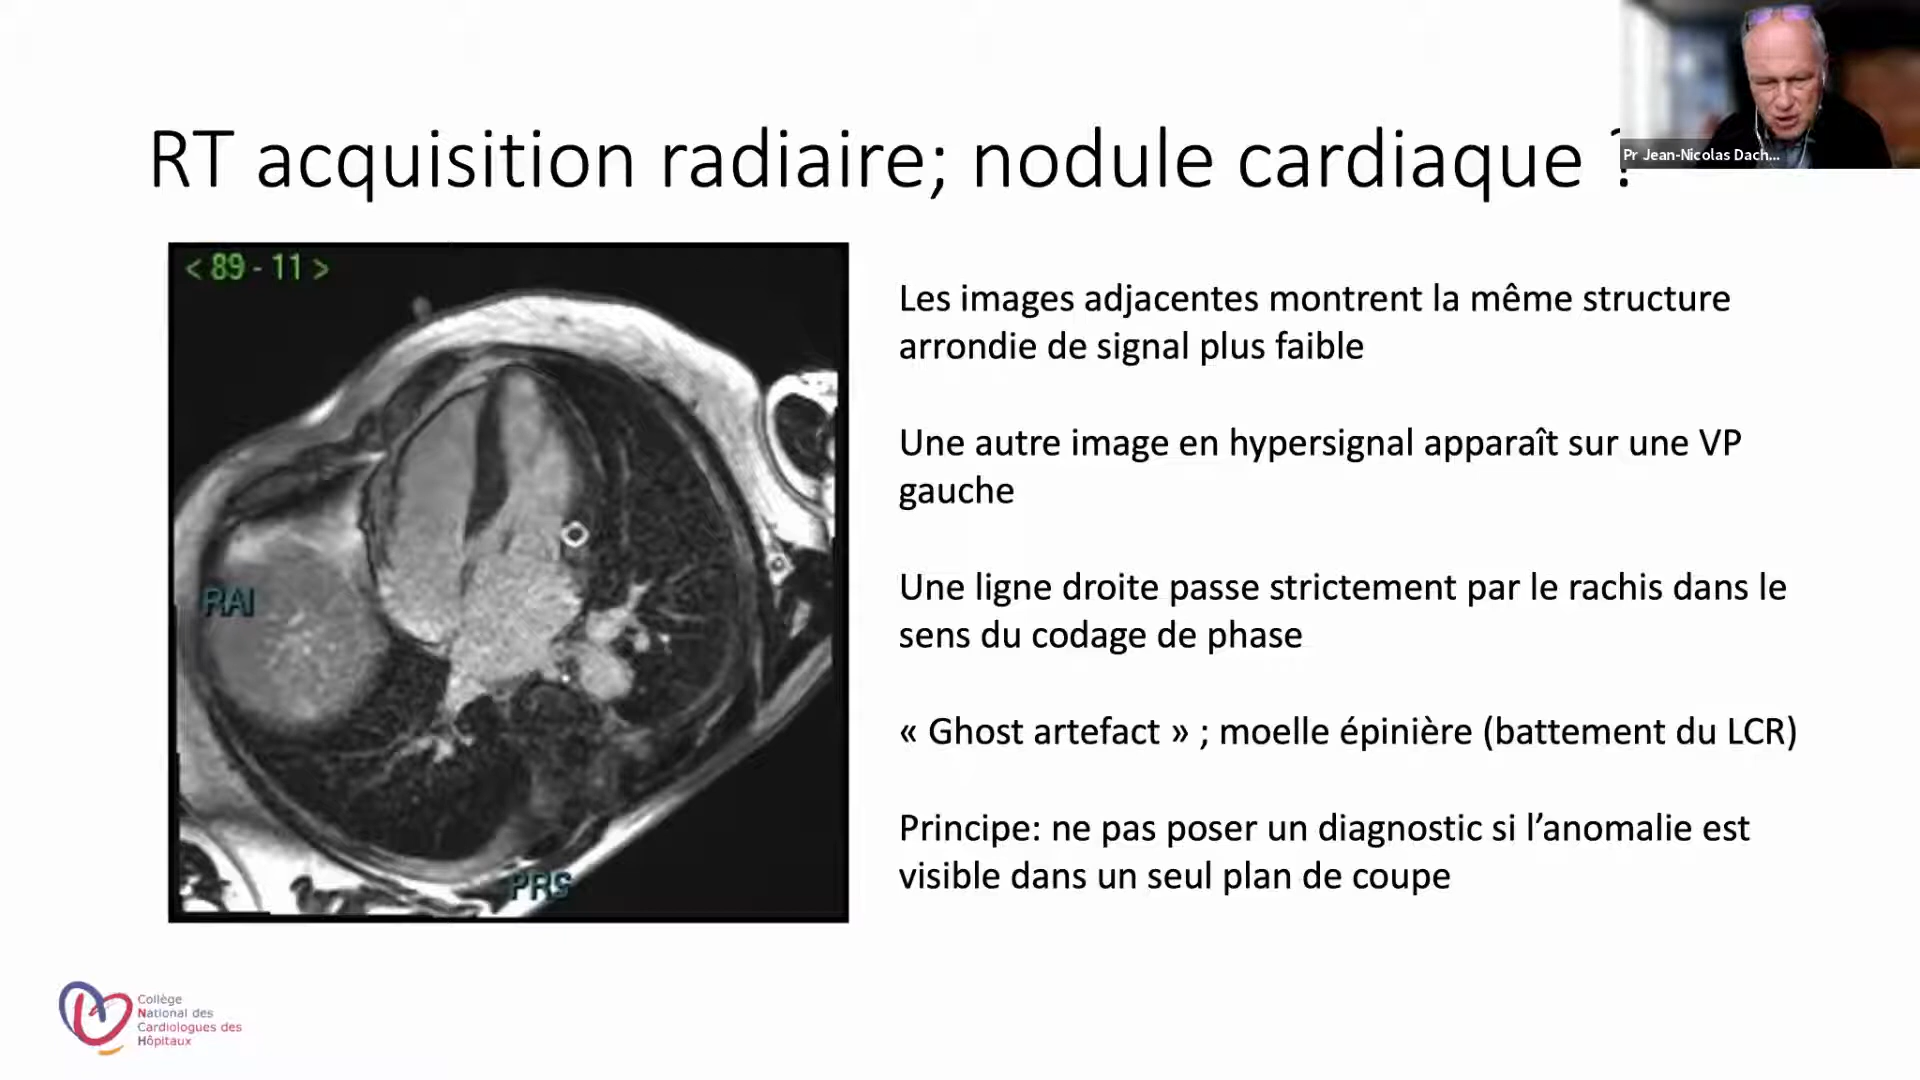 RT acquisition radiaire; nodule cardiaque ?
Pr Jean-Nicolas Dach...
< 89 - 11 >
RAI
PRS
Les images adjacentes montrent la même structure
arrondie de signal plus faible
Une autre image en hypersignal apparaît sur une VP
gauche
Une ligne droite passe strictement par le rachis dans le
sens du codage de phase
« Ghost artefact » ; moelle épinière (battement du LCR)
Principe: ne pas poser un diagnostic si l’anomalie est
visible dans un seul plan de coupe
Collège
National des
Cardiologues des
Hôpitaux